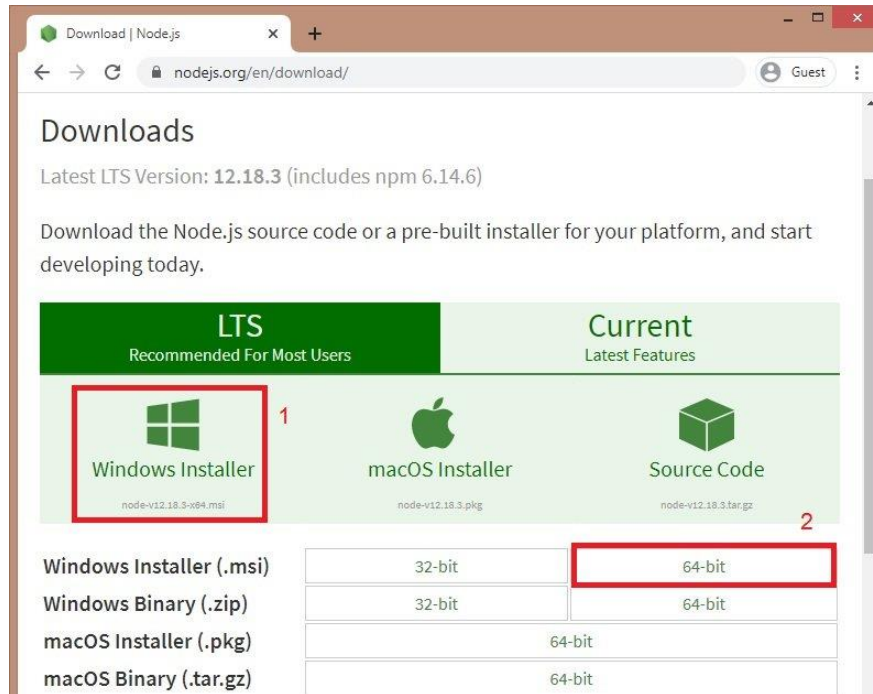 Download | Node.js
nodejs.org/en/download/
Guest
Downloads
Latest LTS Version: 12.18.3 (includes npm 6.14.6)
Download the Node.js source code or a pre-built installer for your platform, and start
developing today.
LTS
Recommended For Most Users
Current
Latest Features
1
Windows Installer
node-v12.18.3-x64.msi
macOS Installer
node-v12.18.3.pkg
Source Code
node-v12.18.3.tar.gz
2
Windows Installer (.msi) 32-bit 64-bit
Windows Binary (.zip) 32-bit 64-bit
macOS Installer (.pkg) 64-bit
macOS Binary (.tar.gz) 64-bit